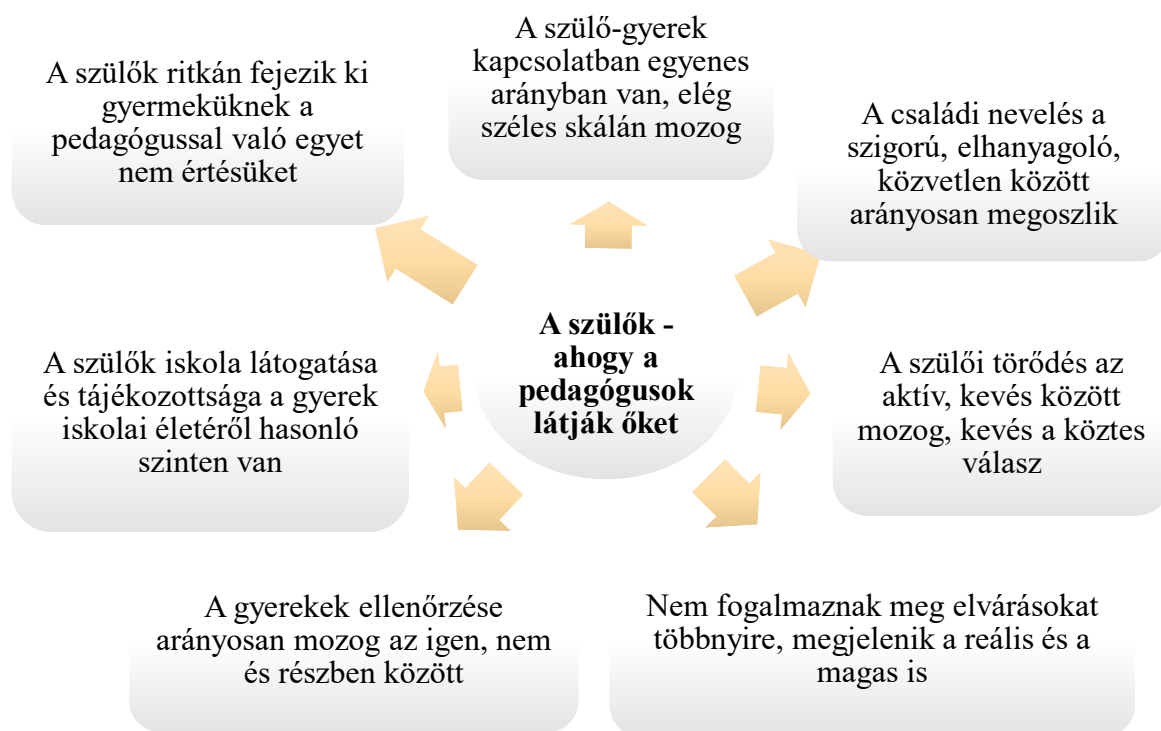 A szülő-gyerek
kapcsolatban egyenes
arányban van, elég
széles skálán mozog
A családi nevelés a
szigorú, elhanyagoló,
közvetlen között
arányosan megoszlik
A szülői törődés az
aktív, kevés között
mozog, kevés a köztes
válasz
Nem fogalmaznak meg elvárásokat
többnyire, megjelenik a reális és a
magas is
A gyerekek ellenőrzése
arányosan mozog az igen, nem
és részben között
A szülők iskola látogatása
és tájékozottsága a gyerek
iskolai életéről hasonló
szinten van
A szülők ritkán fejezik ki
gyermeküknek a
pedagógussal való egyet
nem értésüket
A szülők -
ahogy a
pedagógusok
látják őket